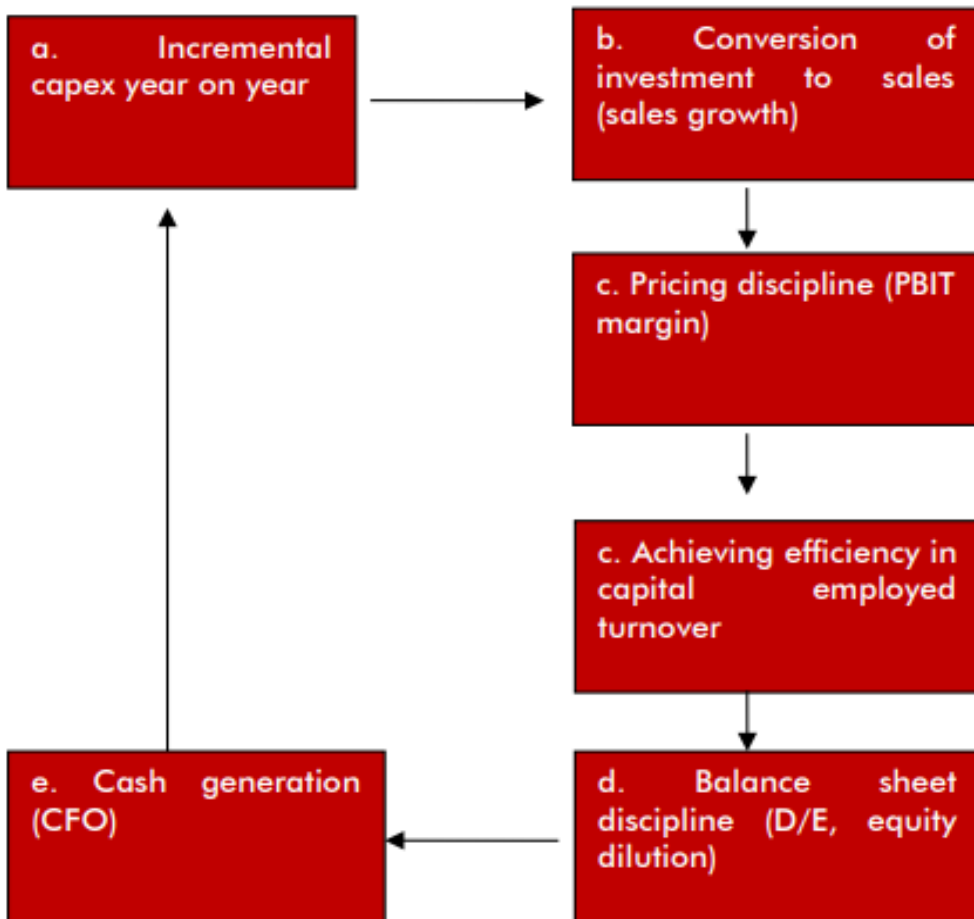 a. Incremental
capex year on year
b. Conversion of
investment to sales
(sales growth)
c. Pricing discipline (PBIT
margin)
c. Achieving efficiency in
capital employed
turnover
d. Balance sheet
discipline (D/E, equity
dilution)
e. Cash generation
(CFO)